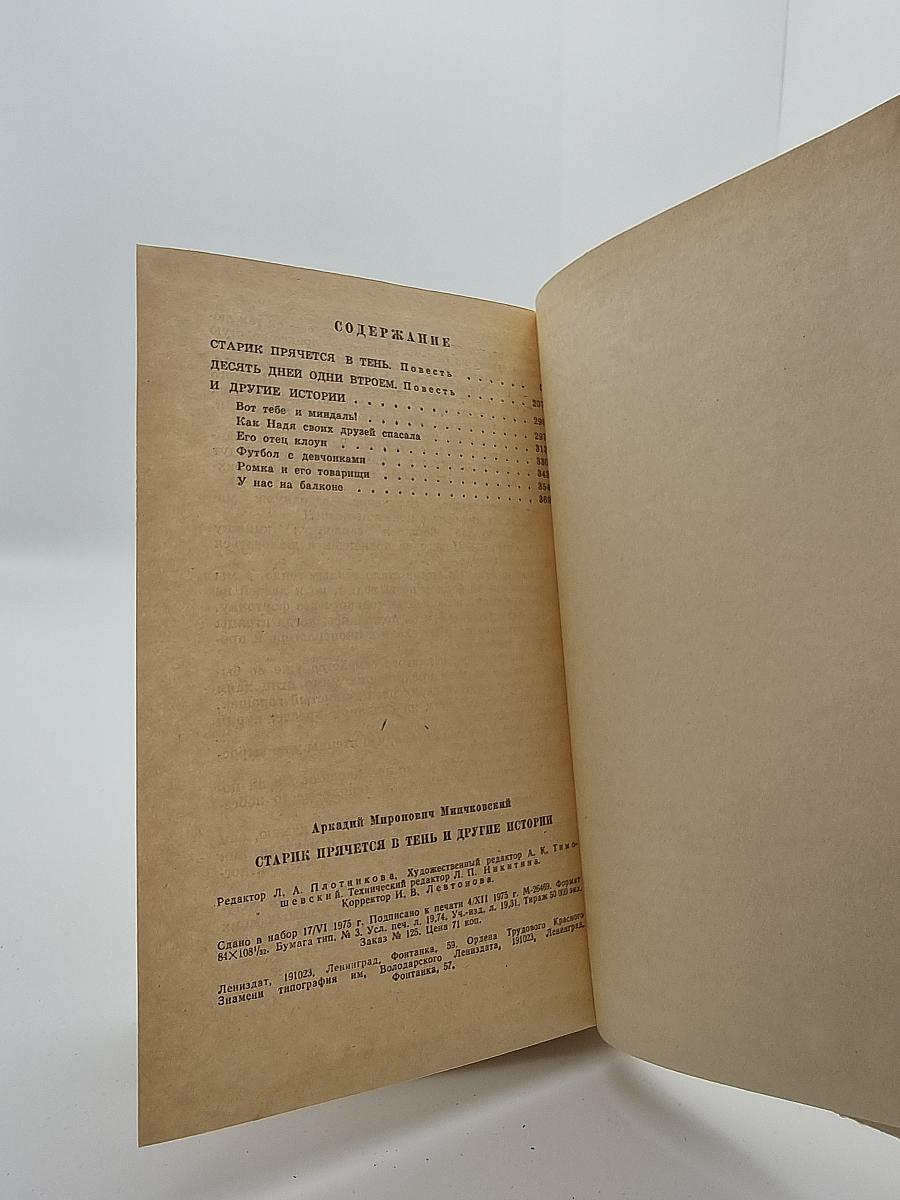 СОДЕРЖАНИЕ
СТАРИК ПРЯЧЕТСЯ В ТЕНЬ. Повесть . . . . . .
ДЕСЯТЬ ДНЕЙ ОДНИ ВТРОЕМ. Повесть . . . . . .
И ДРУГИЕ ИСТОРИИ . . . . . . . . . . . .
Вот тебе и миндаль! . . . . . . . . . . .
Как Надя своих друзей спасала . . . . . . . 297
Его отец клоун . . . . . . . . . . . . . 313
Футбол с девчонками . . . . . . . . . . 330
Ромка и его товарищи . . . . . . . . . . 343
У нас на балконе . . . . . . . . . . . . 354
Аркадий Миронович Минчковский
СТАРИК ПРЯЧЕТСЯ В ТЕНЬ И ДРУГИЕ ИСТОРИИ
Редактор Л. А. Плотникова, Художественный редактор А. К. Тимо-
шевский. Технический редактор Л. П. Никитина.
Корректор И. В. Левтонова.
Сдано в набор 17/VI 1975 г. Подписано к печати 4/XII 1975 г. М-26469. Формат
84×108¹/₃₂. Бумага тип. № 3. Усл. печ. л. 19,74. Уч.-изд. л. 19,31. Тираж 50 000 экз.
Заказ № 125. Цена 71 коп.
Лениздат, 191023, Ленинград, Фонтанка, 59. Ордена Трудового Красного
Знамени типография им. Володарского Лениздата, 191023, Ленинград,
Фонтанка, 57.